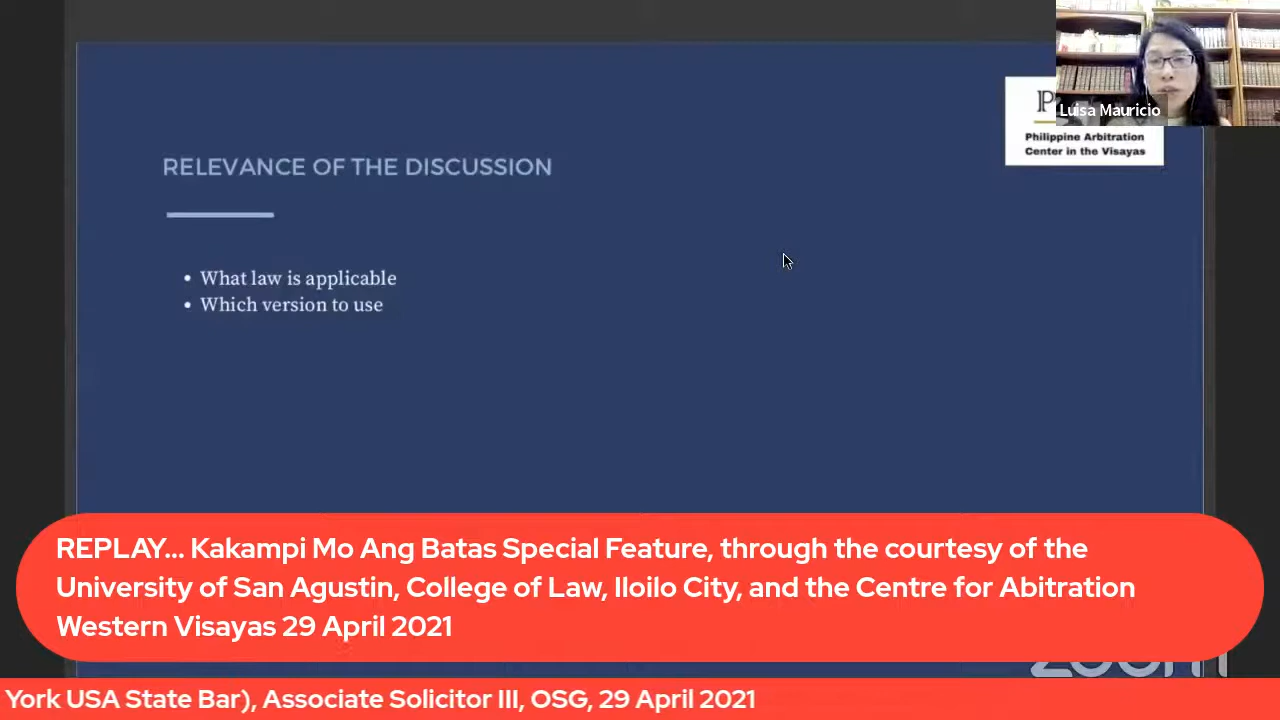 Luisa Mauricio
Philippine Arbitration
Center in the Visayas
RELEVANCE OF THE DISCUSSION
• What law is applicable
• Which version to use
REPLAY... Kakampi Mo Ang Batas Special Feature, through the courtesy of the
University of San Agustin, College of Law, Iloilo City, and the Centre for Abitration
Western Visayas 29 April 2021
zoom
York USA State Bar), Associate Solicitor III, OSG, 29 April 2021